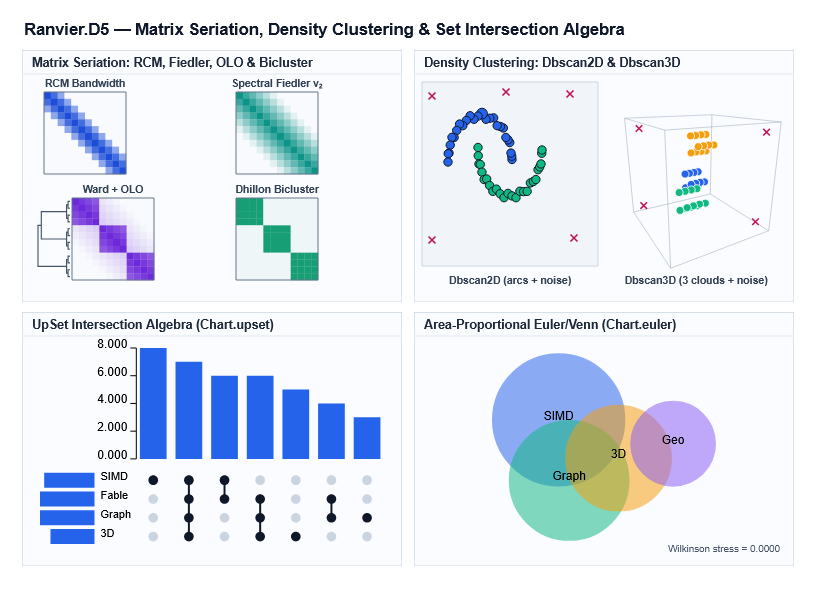 Ranvier.D5 — Matrix Seriation, Density Clustering & Set Intersection Algebra
Matrix Seriation: RCM, Fiedler, OLO & Bicluster
RCM Bandwidth
Spectral Fiedler v₂
Ward + OLO
Dhillon Bicluster
Density Clustering: Dbscan2D & Dbscan3D
Dbscan2D (arcs + noise)
Dbscan3D (3 clouds + noise)
UpSet Intersection Algebra (Chart.upset)
8.000
6.000
4.000
2.000
0.000
SIMD
Fable
Graph
3D
Area-Proportional Euler/Venn (Chart.euler)
SIMD
Geo
3D
Graph
Wilkinson stress = 0.0000